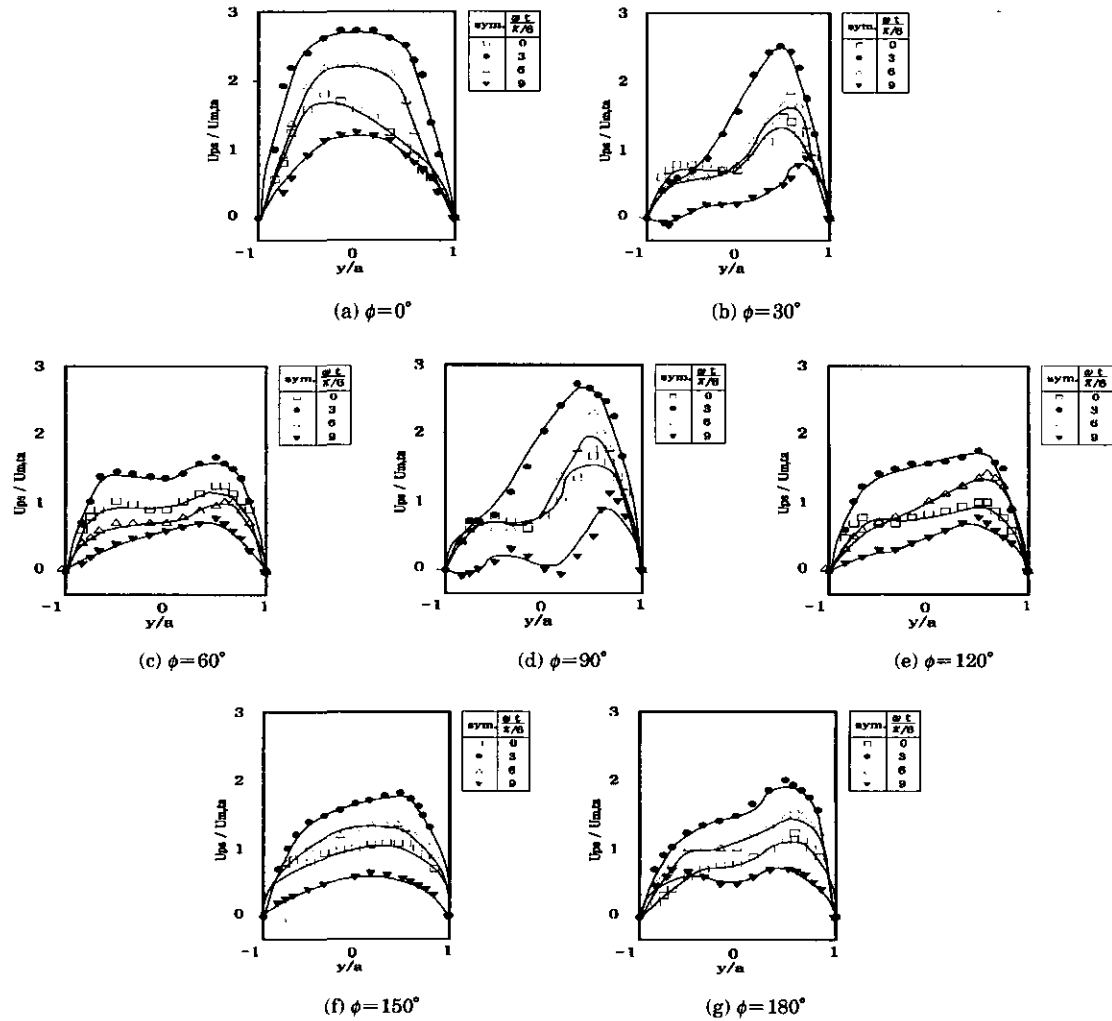 3
2
1
0
-1
0
1
Ups / Um,ta
y/a
sym. ωt
π/6
0
3
6
9
(a) ϕ=0°
3
2
1
0
-1
0
1
Ups / Um,ta
y/a
sym. ωt
π/6
0
3
6
9
(b) ϕ=30°
3
2
1
0
-1
0
1
Ups / Um,ta
y/a
sym. ωt
π/6
0
3
6
9
(c) ϕ=60°
3
2
1
0
-1
0
1
Ups / Um,ta
y/a
sym. ωt
π/6
0
3
6
9
(d) ϕ=90°
3
2
1
0
-1
0
1
Ups / Um,ta
y/a
sym. ωt
π/6
0
3
6
9
(e) ϕ=120°
3
2
1
0
-1
0
1
Ups / Um,ta
y/a
sym. ωt
π/6
0
3
6
9
(f) ϕ=150°
3
2
1
0
-1
0
1
Ups / Um,ta
y/a
sym. ωt
π/6
0
3
6
9
(g) ϕ=180°